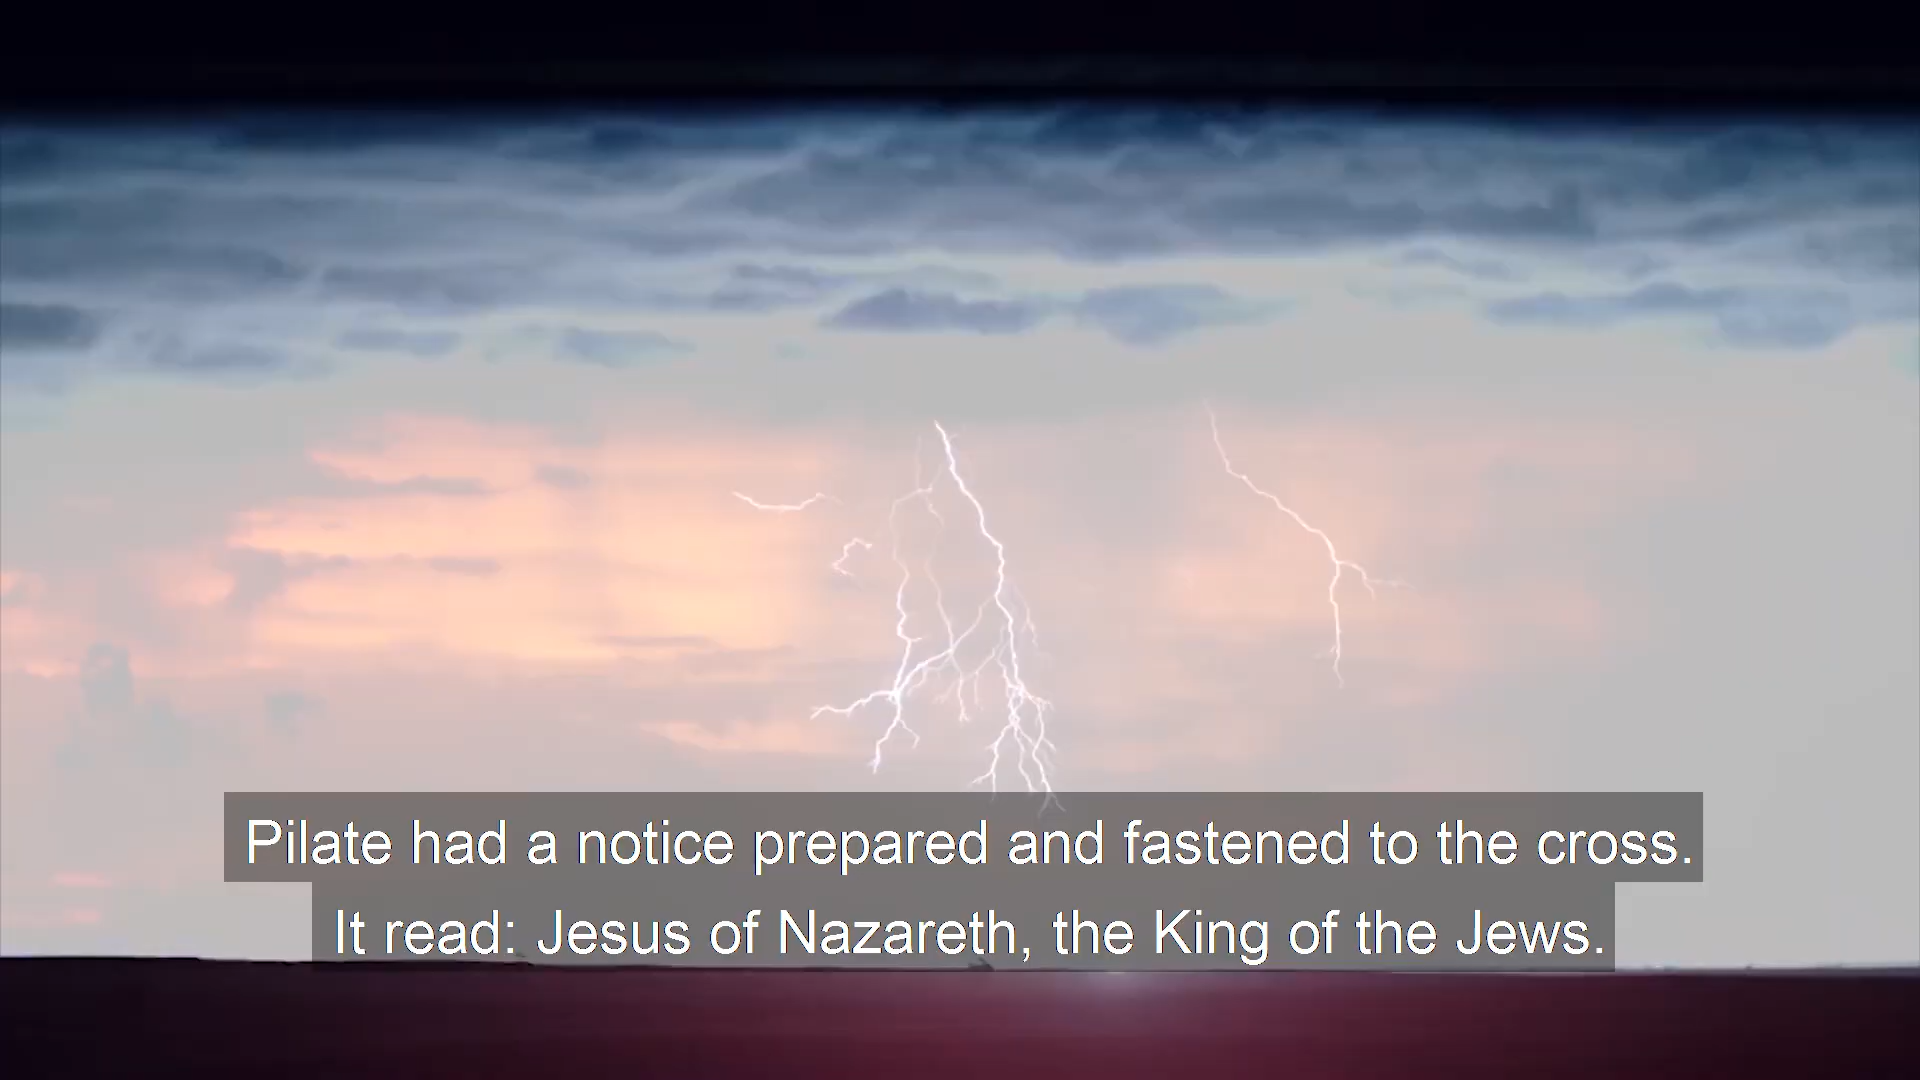 Pilate had a notice prepared and fastened to the cross.
It read: Jesus of Nazareth, the King of the Jews.